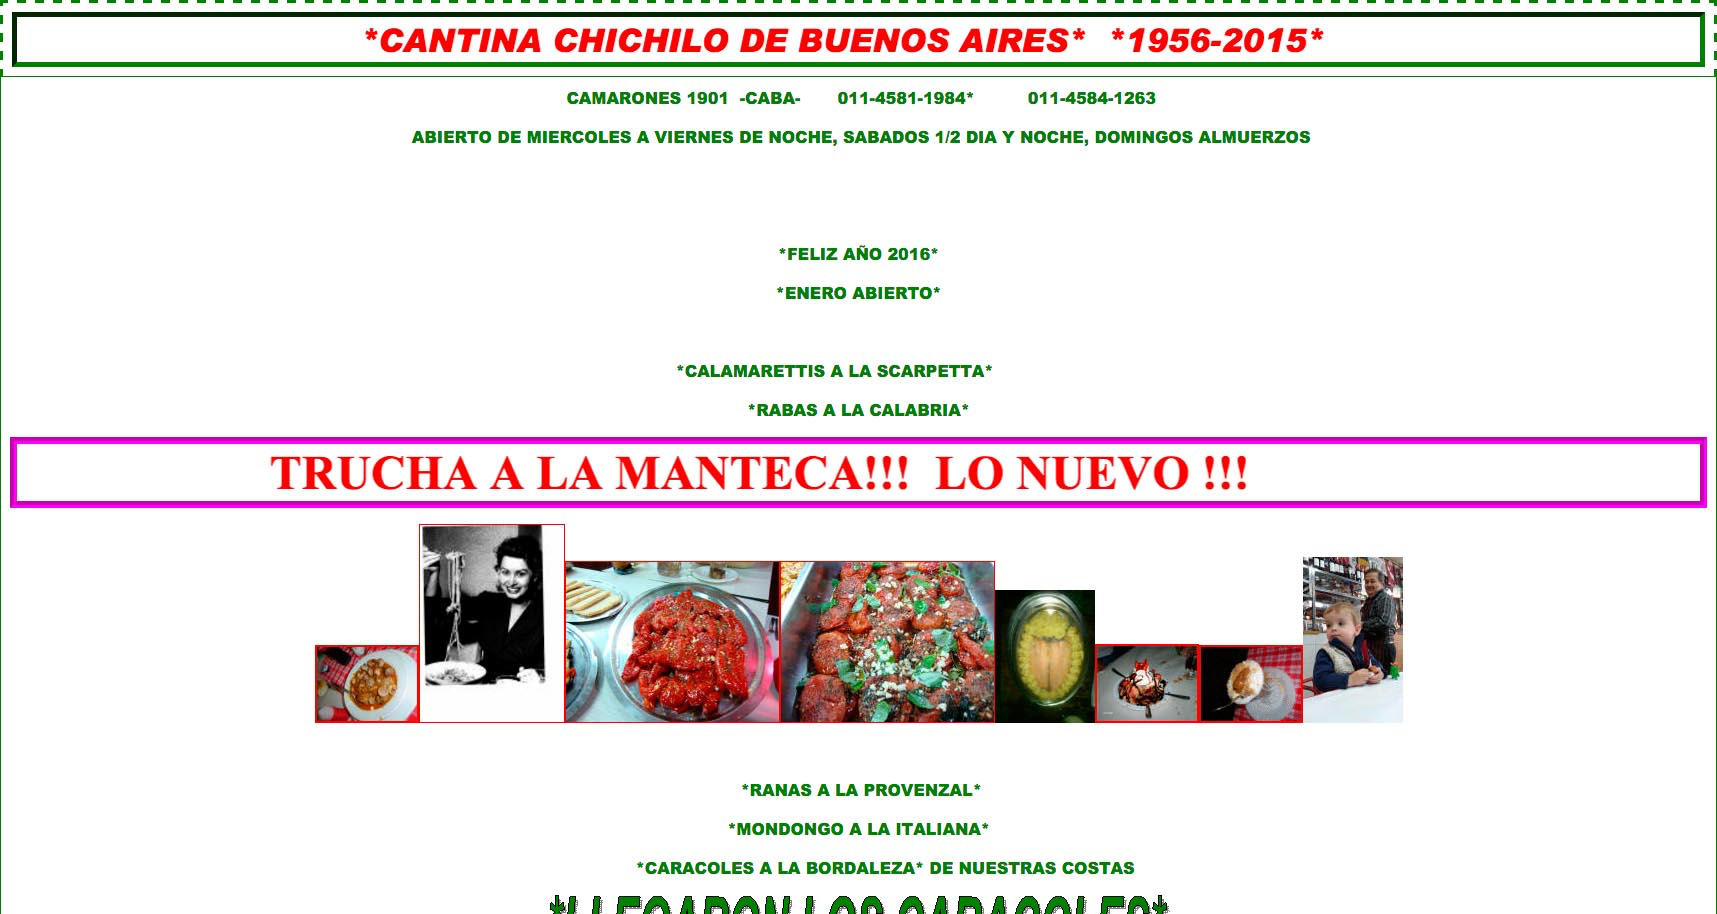 *CANTINA CHICHILO DE BUENOS AIRES* *1956-2015*
CAMARONES 1901 -CABA- 011-4581-1984* 011-4584-1263
ABIERTO DE MIERCOLES A VIERNES DE NOCHE, SABADOS 1/2 DIA Y NOCHE, DOMINGOS ALMUERZOS
*FELIZ AÑO 2016*
*ENERO ABIERTO*
*CALAMARETTIS A LA SCARPETTA*
*RABAS A LA CALABRIA*
TRUCHA A LA MANTECA!!! LO NUEVO !!!
*RANAS A LA PROVENZAL*
*MONDONGO A LA ITALIANA*
*CARACOLES A LA BORDALEZA* DE NUESTRAS COSTAS
*LLEGARON LOS CARACOLES*